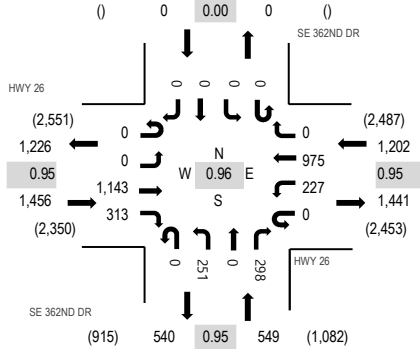 () 0 0.00 0 ()
SE 362ND DR
0 0 0 0
HWY 26
(2,551) 0 0 (2,487)
1,226 975 1,202
0 N
0.95 W 0.96 E 0.95
1,143 227
1,456 S 1,441
313 0
(2,350) (2,453)
0 251 0 298
HWY 26
SE 362ND DR
(915) 540 0.95 549 (1,082)